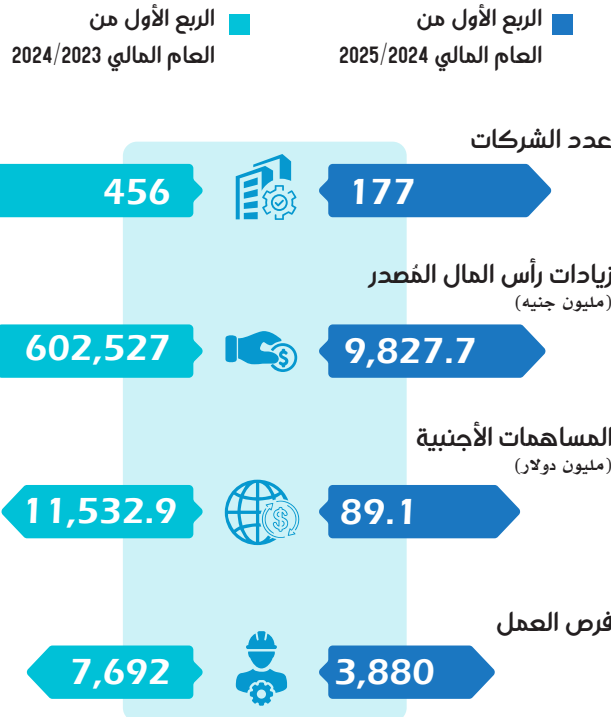 الربع الأول من
العام المالي 2025/2024
الربع الأول من
العام المالي 2024/2023
عدد الشركات
177
456
زيادات رأس المال المُصدر
(مليون جنيه)
9,827.7
602,527
المساهمات الأجنبية
(مليون دولار)
89.1
11,532.9
فرص العمل
3,880
7,692